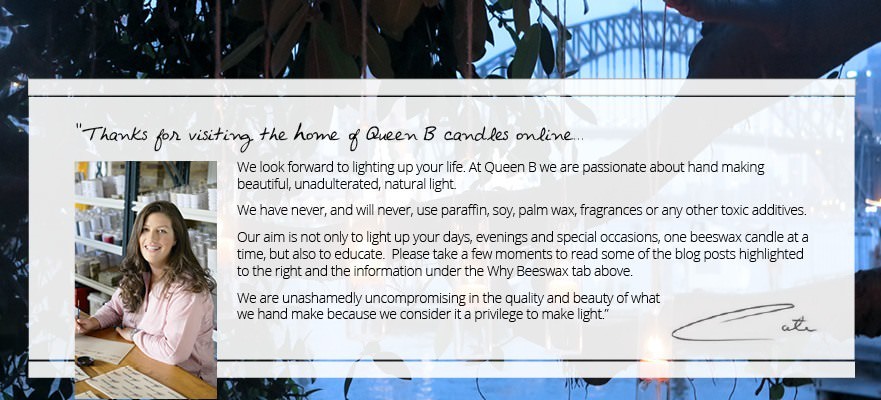 "Thanks for visiting the home of Queen B candles online...
We look forward to lighting up your life. At Queen B we are passionate about hand making
beautiful, unadulterated, natural light.
We have never, and will never, use paraffin, soy, palm wax, fragrances or any other toxic additives.
Our aim is not only to light up your days, evenings and special occasions, one beeswax candle at a
time, but also to educate.  Please take a few moments to read some of the blog posts highlighted
to the right and the information under the Why Beeswax tab above.
We are unashamedly uncompromising in the quality and beauty of what
we hand make because we consider it a privilege to make light.”
Cate